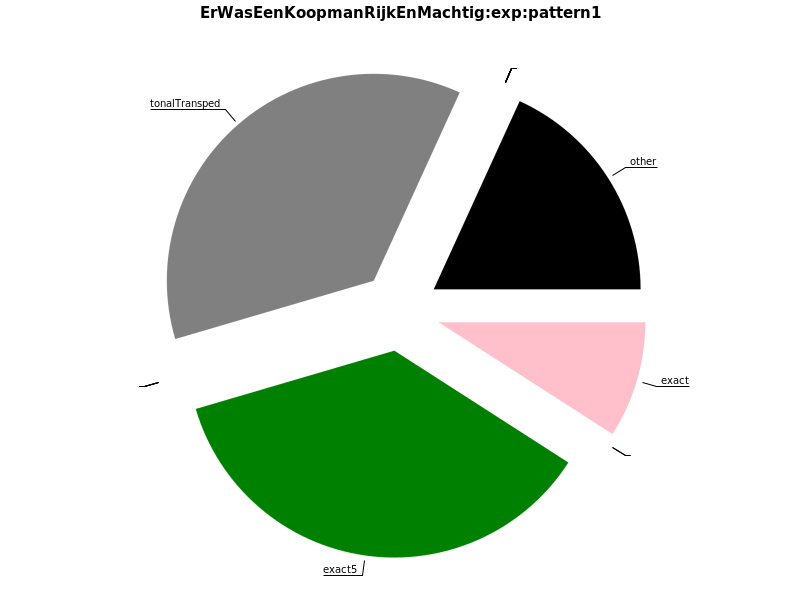 ErWasEenKoopmanRijkEnMachtig:exp:pattern1
tonalTransped
other
exact
exact5